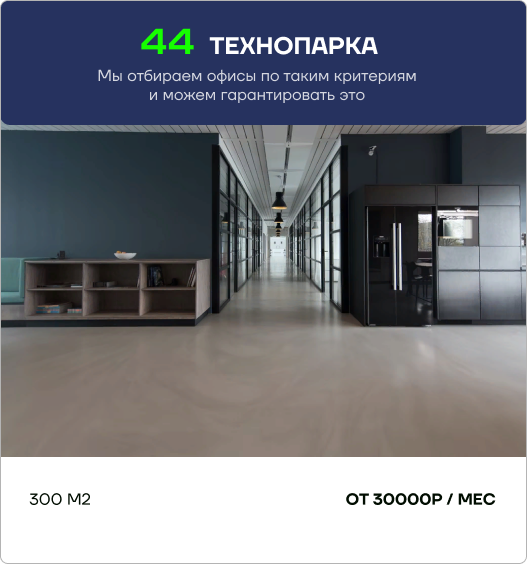 44 ТЕХНОПАРКА
Мы отбираем офисы по таким критериям
и можем гарантировать это
300 М2
ОТ 30000Р / МЕС